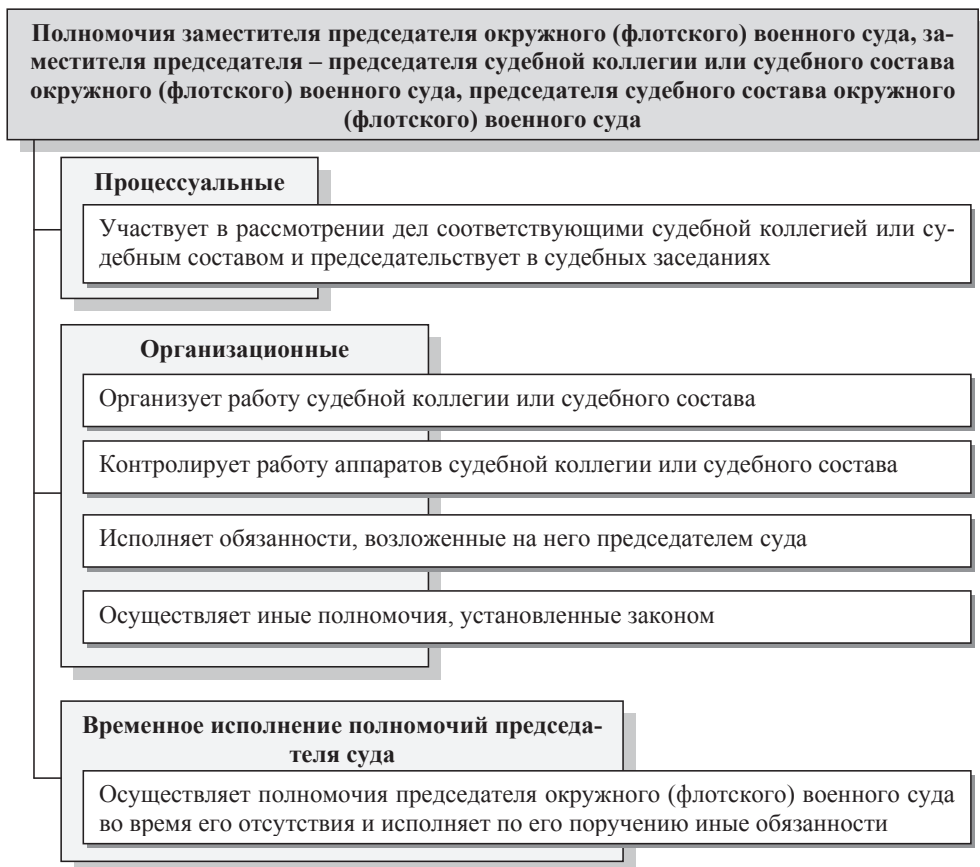 Полномочия заместителя председателя окружного (флотского) военного суда, за-
местителя председателя – председателя судебной коллегии или судебного состава
окружного (флотского) военного суда, председателя судебного состава окружного
(флотского) военного суда
Процессуальные
Участвует в рассмотрении дел соответствующими судебной коллегией или су-
дебным составом и председательствует в судебных заседаниях
Организационные
Организует работу судебной коллегии или судебного состава
Контролирует работу аппаратов судебной коллегии или судебного состава
Исполняет обязанности, возложенные на него председателем суда
Осуществляет иные полномочия, установленные законом
Временное исполнение полномочий председа-
теля суда
Осуществляет полномочия председателя окружного (флотского) военного суда
во время его отсутствия и исполняет по его поручению иные обязанности